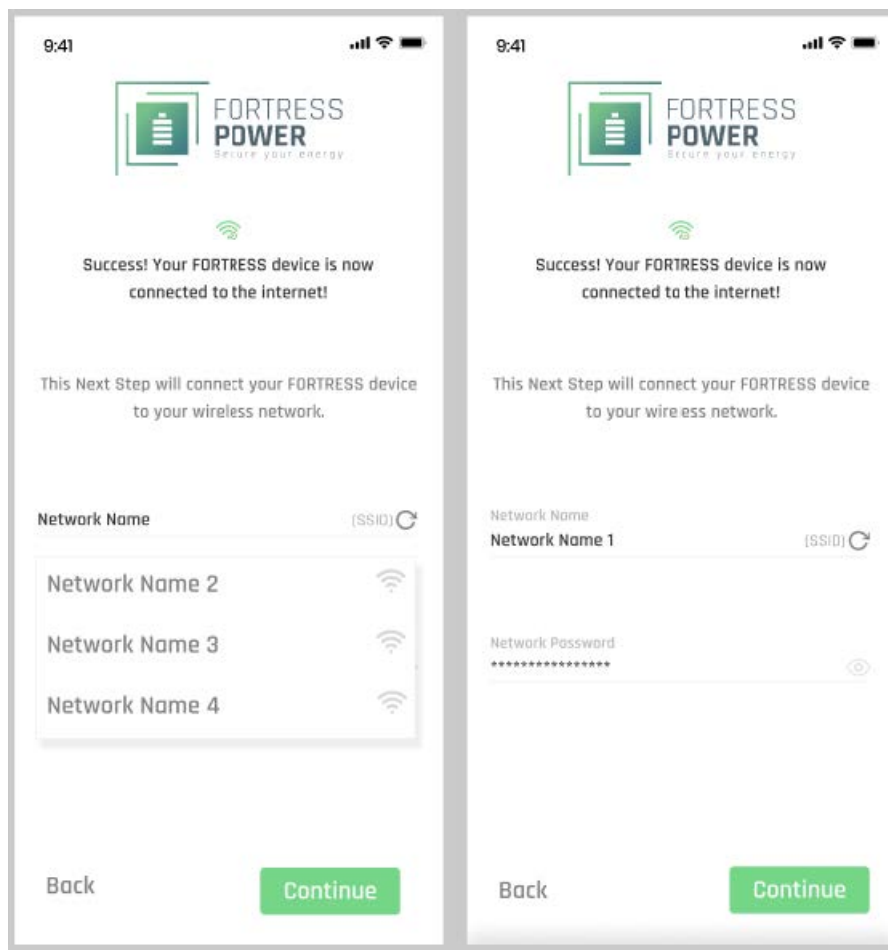 9:41
FORTRESS
POWER
Secure your energy
Success! Your FORTRESS device is now
connected to the internet!
This Next Step will connect your FORTRESS device
to your wireless network.
Network Name
(SSID)
Network Name 2
Network Name 3
Network Name 4
Back
Continue
9:41
FORTRESS
POWER
Secure your energy
Success! Your FORTRESS device is now
connected to the internet!
This Next Step will connect your FORTRESS device
to your wire ess network.
Network Name
Network Name 1
(SSID)
Network Password
****************
Back
Continue